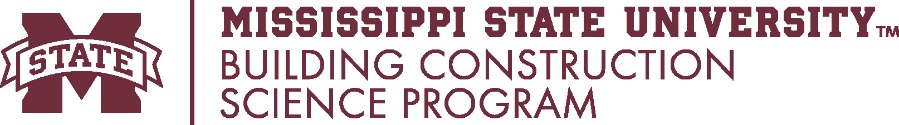 STATE
MISSISSIPPI STATE UNIVERSITY™
BUILDING CONSTRUCTION
SCIENCE PROGRAM